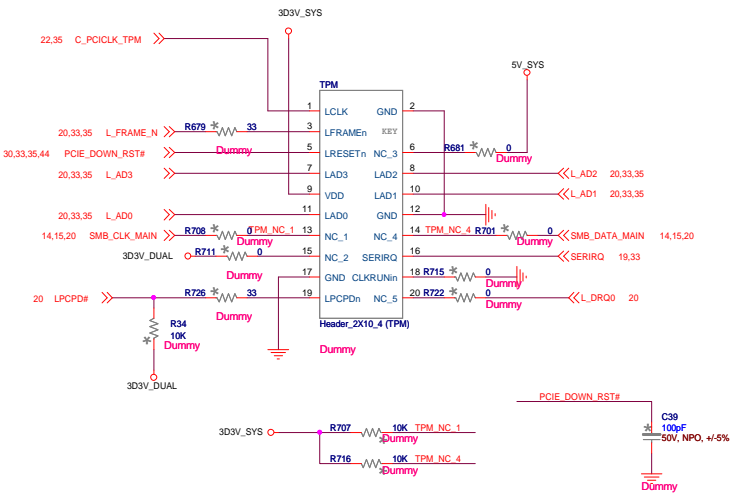 3D3V_SYS
22,35 C_PCICLK_TPM
5V_SYS
TPM
1 LCLK GND 2
20,33,35 L_FRAME_N R679 * 33 3 LFRAMEn KEY
Dummy
30,33,35,44 PCIE_DOWN_RST# 5 LRESETn NC_3 6 R681 * 0
Dummy
20,33,35 L_AD3 7 LAD3 LAD2 8 L_AD2 20,33,35
9 VDD LAD1 10 L_AD1 20,33,35
20,33,35 L_AD0 11 LAD0 GND 12
14,15,20 SMB_CLK_MAIN R708 * 0 TPM_NC_1 13 NC_1 NC_4 14 TPM_NC_4 R701 * 0 SMB_DATA_MAIN 14,15,20
Dummy Dummy
3D3V_DUAL R711 * 0 15 NC_2 SERIRQ 16 SERIRQ 19,33
Dummy
17 GND CLKRUNin 18 R715 * 0
Dummy
20 LPCPD# R726 * 33 19 LPCPDn NC_5 20 R722 * 0 L_DRQ0 20
Dummy Dummy
R34
10K
* Dummy
Header_2X10_4 (TPM)
Dummy
3D3V_DUAL
PCIE_DOWN_RST#
3D3V_SYS R707 10K TPM_NC_1
* Dummy
R716 10K TPM_NC_4
* Dummy
C39
100pF
* 50V, NPO, +/-5%
Dummy